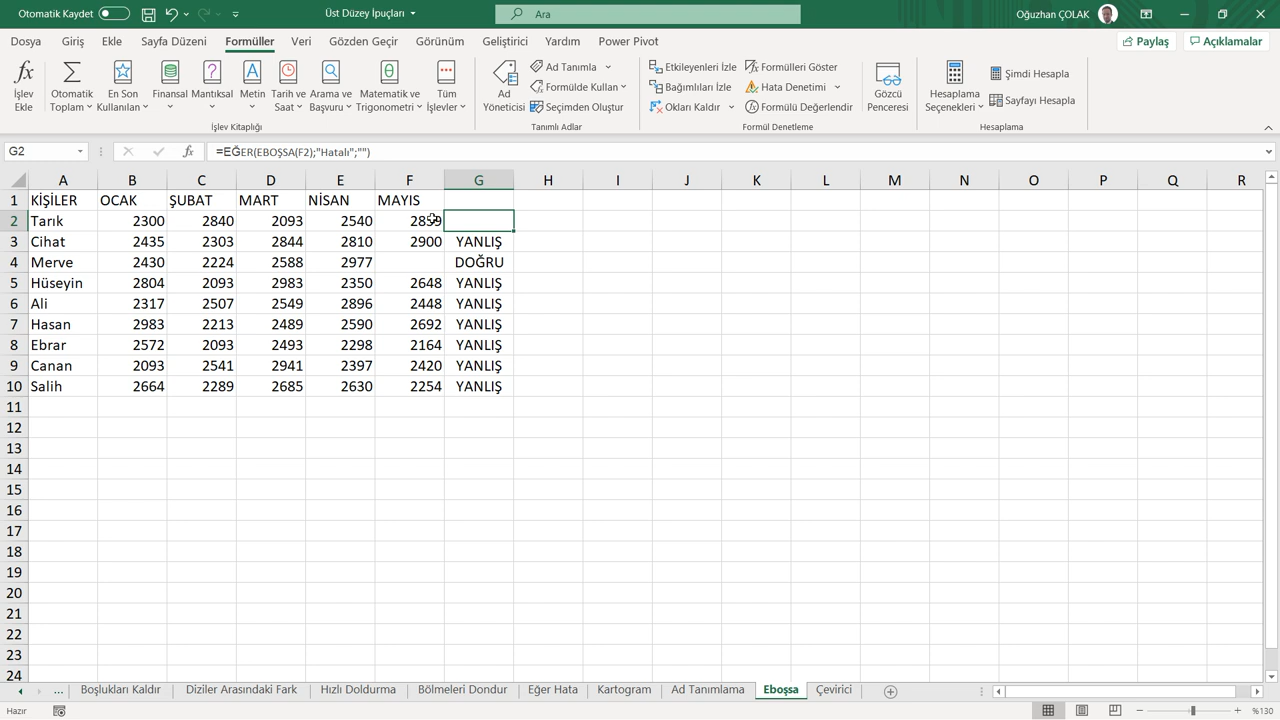 Otomatik Kaydet
Üst Düzey İpuçları
Ara
Oğuzhan ÇOLAK
Dosya Giriş Ekle Sayfa Düzeni Formüller Veri Gözden Geçir Görünüm Geliştirici Yardım Power Pivot
Paylaş
Açıklamalar
İşlev Ekle
Otomatik Toplam
En Son Kullanılan
Finansal
Mantıksal
Metin
Tarih ve Saat
Arama ve Başvuru
Matematik ve Trigonometri
Tüm İşlevler
İşlev Kitaplığı
Ad Yöneticisi
Ad Tanımla
Formülde Kullan
Seçimden Oluştur
Tanımlı Adlar
Etkileyenleri İzle
Bağımlıları İzle
Okları Kaldır
Formülleri Göster
Hata Denetimi
Formülü Değerlendir
Formül Denetleme
Gözcü Penceresi
Hesaplama Seçenekleri
Şimdi Hesapla
Sayfayı Hesapla
Hesaplama
G2
fx
=EĞER(EBOŞSA(F2);"Hatalı";"")
A B C D E F G H I J K L M N O P Q R
1 KİŞİLER OCAK ŞUBAT MART NİSAN MAYIS
2 Tarık 2300 2840 2093 2540 2859
3 Cihat 2435 2303 2844 2810 2900 YANLIŞ
4 Merve 2430 2224 2588 2977 DOĞRU
5 Hüseyin 2804 2093 2983 2350 2648 YANLIŞ
6 Ali 2317 2507 2549 2896 2448 YANLIŞ
7 Hasan 2983 2213 2489 2590 2692 YANLIŞ
8 Ebrar 2572 2093 2493 2298 2164 YANLIŞ
9 Canan 2093 2541 2941 2397 2420 YANLIŞ
10 Salih 2664 2289 2685 2630 2254 YANLIŞ
11
12
13
14
15
16
17
18
19
20
21
22
23
24
... Boşlukları Kaldır Diziler Arasındaki Fark Hızlı Doldurma Bölmeleri Dondur Eğer Hata Kartogram Ad Tanımlama Eboşsa Çevirici
Hazır
%130